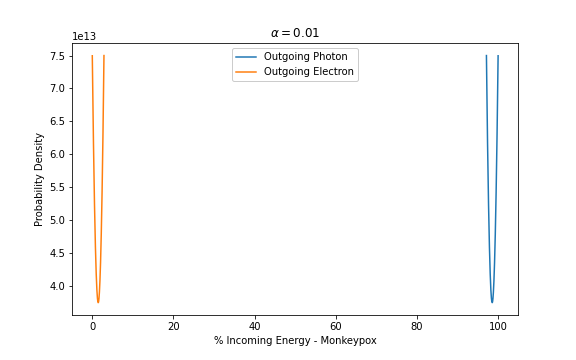 α = 0.01
1e13
7.5
7.0
6.5
6.0
5.5
5.0
4.5
4.0
Probability Density
Outgoing Photon
Outgoing Electron
0 20 40 60 80 100
% Incoming Energy - Monkeypox